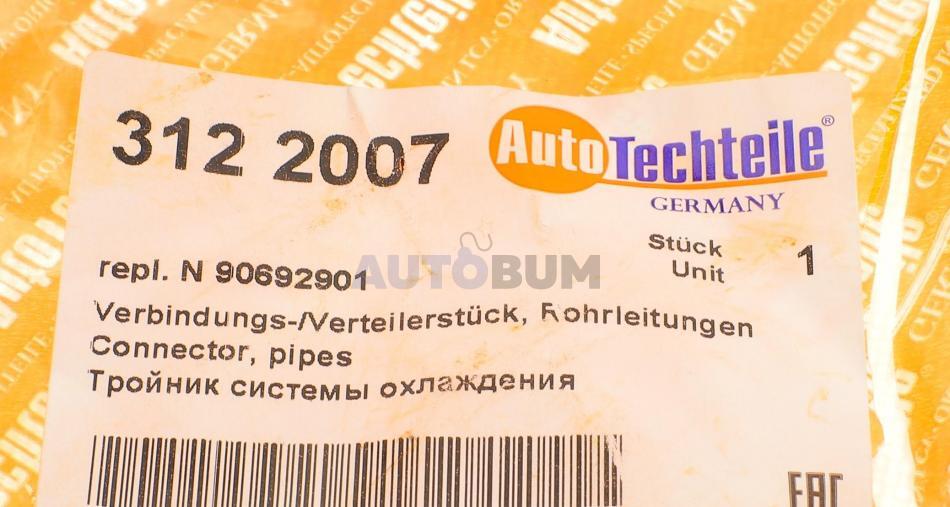 312 2007
AutoTechteile®
GERMANY
Stück
Unit
1
repl. N 90692901
AUTOBUM
Verbindungs-/Verteilerstück, Rohrleitungen
Connector, pipes
Тройник системы охлаждения
EAC